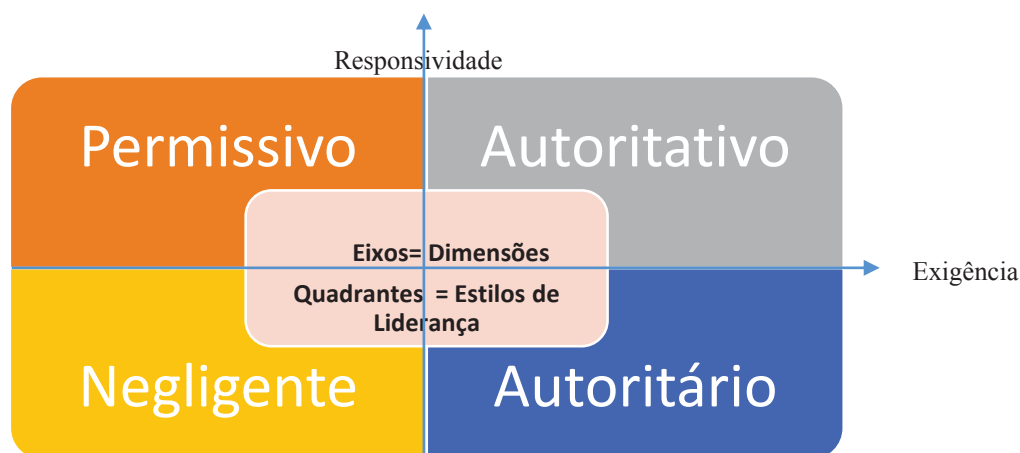 Responsividade
Permissivo
Autoritativo
Eixos= Dimensões
Exigência
Quadrantes = Estilos de
Liderança
Negligente
Autoritário